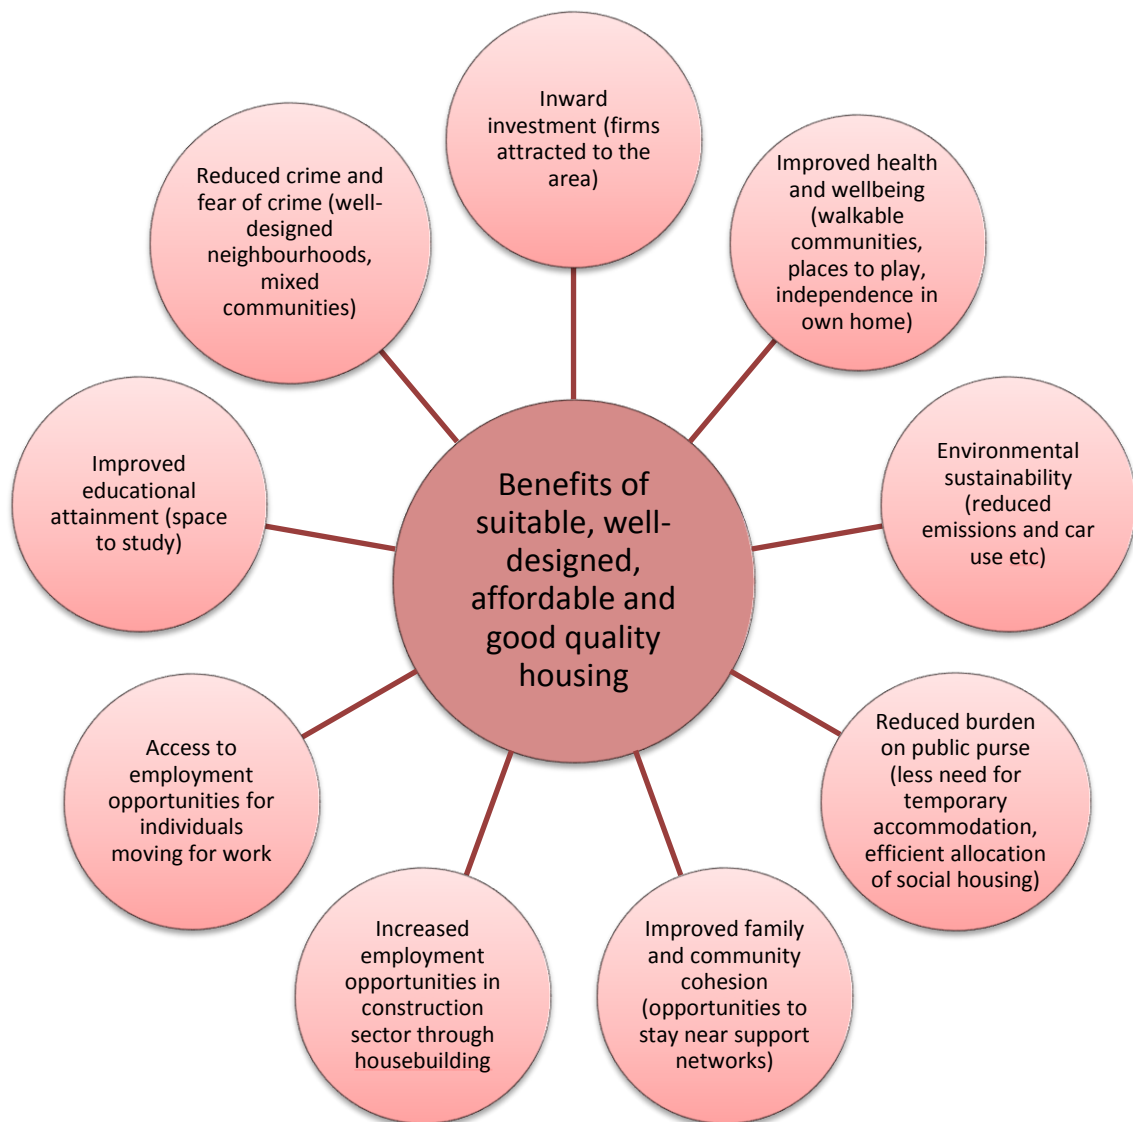 Inward
investment (firms
attracted to the
area)
Improved health
and wellbeing
(walkable
communities,
places to play,
independence in
own home)
Environmental
sustainability
(reduced
emissions and car
use etc)
Reduced burden
on public purse
(less need for
temporary
accommodation,
efficient allocation
of social housing)
Improved family
and community
cohesion
(opportunities to
stay near support
networks)
Increased
employment
opportunities in
construction
sector through
housebuilding
Access to
employment
opportunities for
individuals
moving for work
Improved
educational
attainment (space
to study)
Reduced crime and
fear of crime (well-
designed
neighbourhoods,
mixed
communities)
Benefits of
suitable, well-
designed,
affordable and
good quality
housing